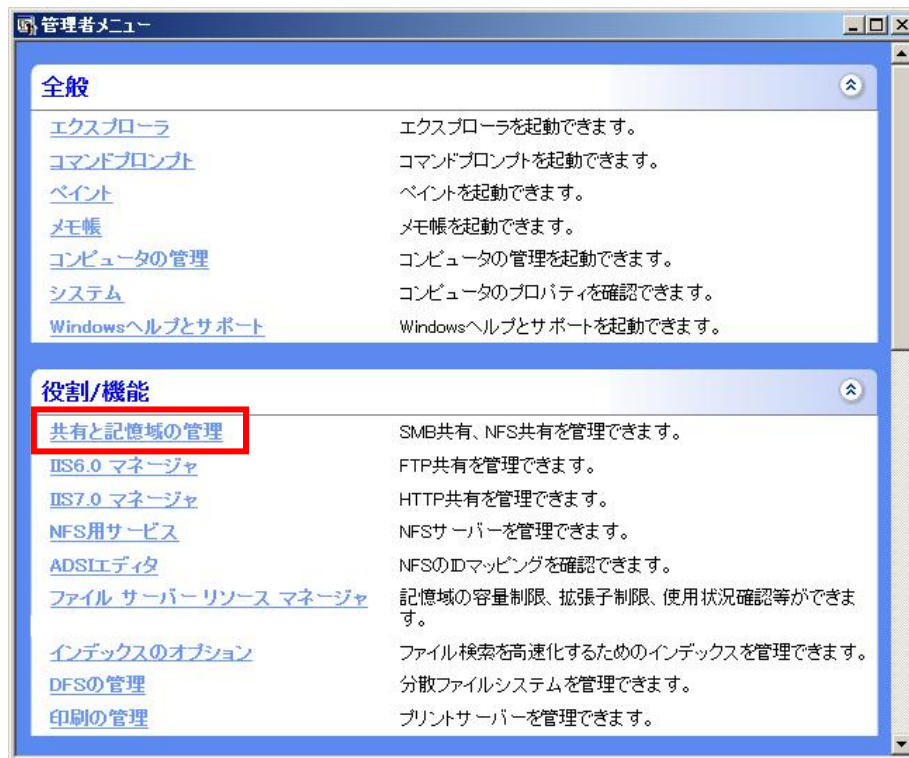 管理者メニュー
全般
エクスプローラ エクスプローラを起動できます。
コマンドプロンプト コマンドプロンプトを起動できます。
ペイント ペイントを起動できます。
メモ帳 メモ帳を起動できます。
コンピュータの管理 コンピュータの管理を起動できます。
システム コンピュータのプロパティを確認できます。
Windowsヘルプとサポート Windowsヘルプとサポートを起動できます。
役割/機能
共有と記憶域の管理 SMB共有、NFS共有を管理できます。
IIS6.0 マネージャ FTP共有を管理できます。
IIS7.0 マネージャ HTTP共有を管理できます。
NFS用サービス NFSサーバーを管理できます。
ADSIエディタ NFSのIDマッピングを確認できます。
ファイル サーバー リソース マネージャ 記憶域の容量制限、拡張子制限、使用状況確認等ができま
す。
インデックスのオプション ファイル検索を高速化するためのインデックスを管理できます。
DFSの管理 分散ファイルシステムを管理できます。
印刷の管理 プリントサーバーを管理できます。